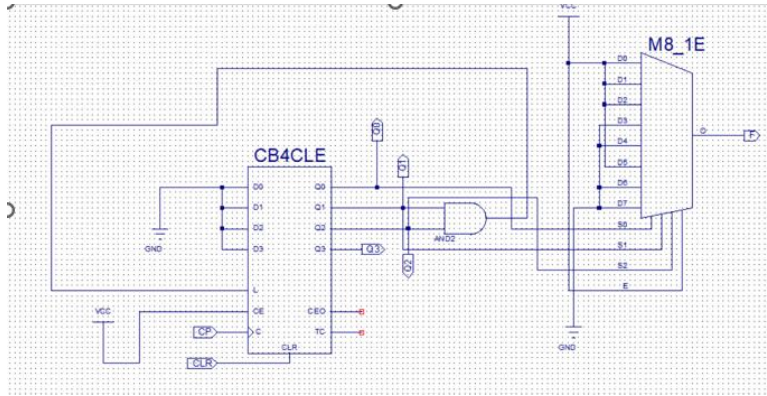 VCC
M8_1E
D0
D1
D2
D3
D4
D5
D6
D7
O
F
S0
S1
S2
E
GND
CB4CLE
D0
D1
D2
D3
L
CE
C
CLR
Q0
Q1
Q2
Q3
CEO
TC
Q0
Q1
Q2
Q3
AND2
GND
VCC
CP
CLR